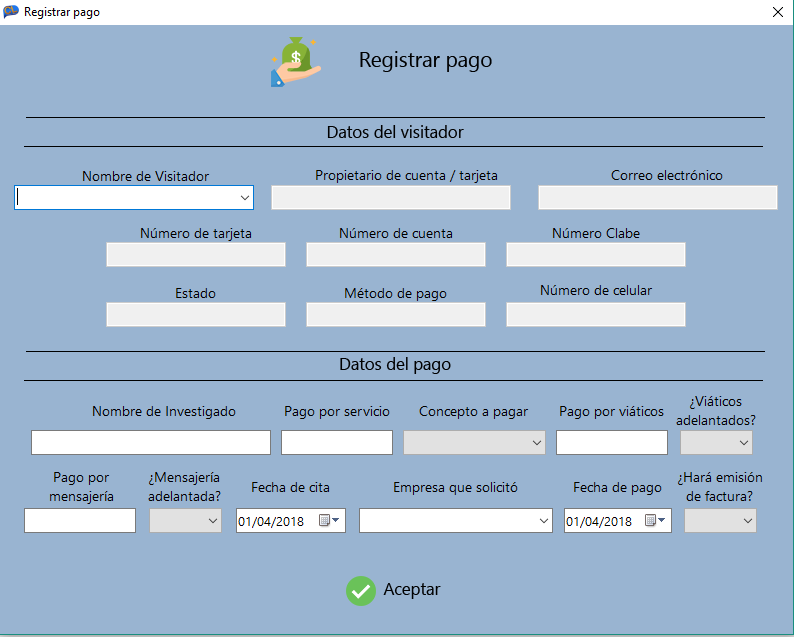 Registrar pago
$
Registrar pago
Datos del visitador
Nombre de Visitador
Propietario de cuenta / tarjeta
Correo electrónico
Número de tarjeta
Número de cuenta
Número Clabe
Estado
Método de pago
Número de celular
Datos del pago
Nombre de Investigado
Pago por servicio
Concepto a pagar
Pago por viáticos
¿Viáticos
adelantados?
Pago por
mensajería
¿Mensajería
adelantada?
Fecha de cita
01/04/2018
Empresa que solicitó
Fecha de pago
01/04/2018
¿Hará emisión
de factura?
Aceptar